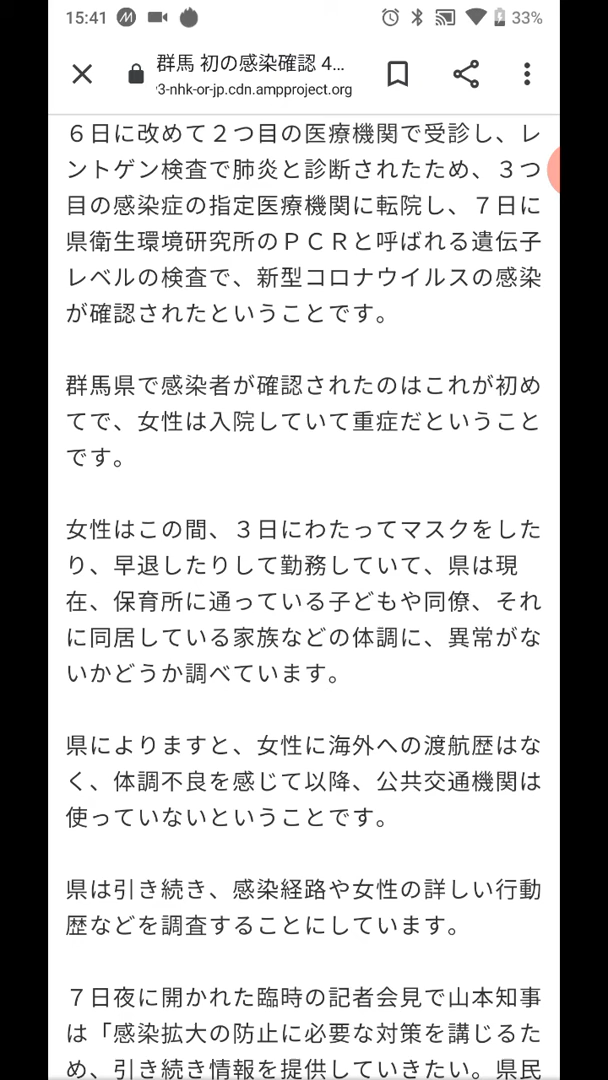 15:41 33%
群馬 初の感染確認 4...
3-nhk-or-jp.cdn.ampproject.org
６日に改めて２つ目の医療機関で受診し、レ
ントゲン検査で肺炎と診断されたため、３つ
目の感染症の指定医療機関に転院し、７日に
県衛生環境研究所のＰＣＲと呼ばれる遺伝子
レベルの検査で、新型コロナウイルスの感染
が確認されたということです。
群馬県で感染者が確認されたのはこれが初め
てで、女性は入院していて重症だということ
です。
女性はこの間、３日にわたってマスクをした
り、早退したりして勤務していて、県は現
在、保育所に通っている子どもや同僚、それ
に同居している家族などの体調に、異常がな
いかどうか調べています。
県によりますと、女性に海外への渡航歴はな
く、体調不良を感じて以降、公共交通機関は
使っていないということです。
県は引き続き、感染経路や女性の詳しい行動
歴などを調査することにしています。
７日夜に開かれた臨時の記者会見で山本知事
は「感染拡大の防止に必要な対策を講じるた
め、引き続き情報を提供していきたい。県民